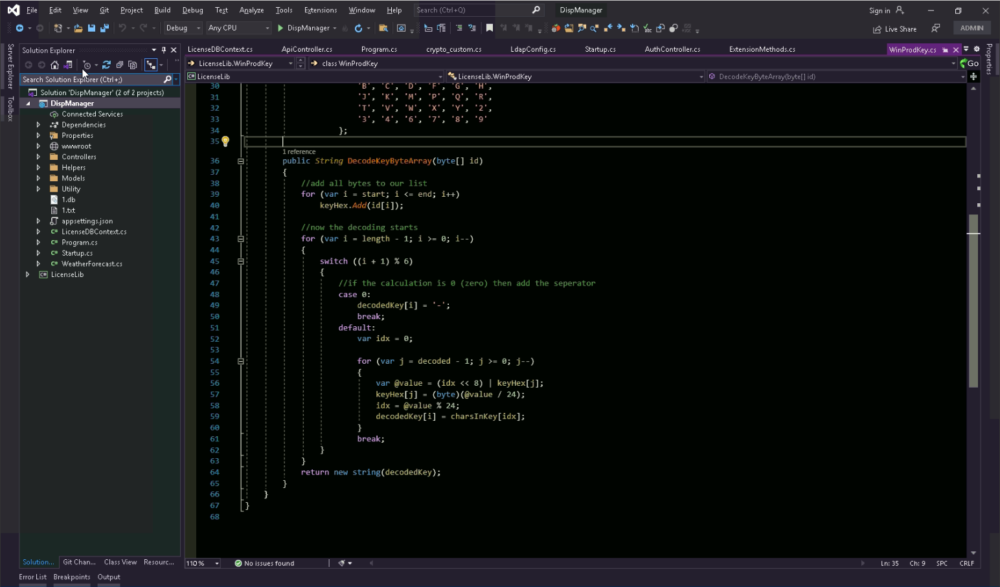 File Edit View Git Project Build Debug Test Analyze Tools Extensions Window Help Search (Ctrl+Q) DispManager Sign in
Debug Any CPU DispManager Live Share ADMIN
Server Explorer
Toolbox
Solution Explorer
Search Solution Explorer (Ctrl+;)
Solution 'DispManager' (2 of 2 projects)
DispManager
Connected Services
Dependencies
Properties
wwwroot
Controllers
Helpers
Models
Utility
1.db
1.txt
appsettings.json
LicenseDBContext.cs
Program.cs
Startup.cs
WeatherForecast.cs
LicenseLib
Solution... Git Chan... Class View Resourc...
LicenseDBContext.cs ApiController.cs Program.cs crypto_custom.cs LdapConfig.cs Startup.cs AuthController.cs ExtensionMethods.cs WinProdKey.cs
LicenseLib.WinProdKey class WinProdKey Go
LicenseLib LicenseLib.WinProdKey DecodeKeyByteArray(byte[] id)
30 'B', 'C', 'D', 'F', 'G', 'H',
31 'J', 'K', 'M', 'P', 'Q', 'R',
32 'T', 'V', 'W', 'X', 'Y', '2',
33 '3', '4', '6', '7', '8', '9'
34 };
35
1 reference
36 public String DecodeKeyByteArray(byte[] id)
37 {
38 //add all bytes to our list
39 for (var i = start; i <= end; i++)
40 keyHex.Add(id[i]);
41
42 //now the decoding starts
43 for (var i = length - 1; i >= 0; i--)
44 {
45 switch ((i + 1) % 6)
46 {
47 //if the calculation is 0 (zero) then add the seperator
48 case 0:
49 decodedKey[i] = '-';
50 break;
51 default:
52 var idx = 0;
53
54 for (var j = decoded - 1; j >= 0; j--)
55 {
56 var @value = (idx << 8) | keyHex[j];
57 keyHex[j] = (byte)(@value / 24);
58 idx = @value % 24;
59 decodedKey[i] = charsInKey[idx];
60 }
61 break;
62 }
63 }
64 return new string(decodedKey);
65 }
66 }
67 }
68
Properties
110 % No issues found Ln: 35 Ch: 9 SPC CRLF
Error List Breakpoints Output